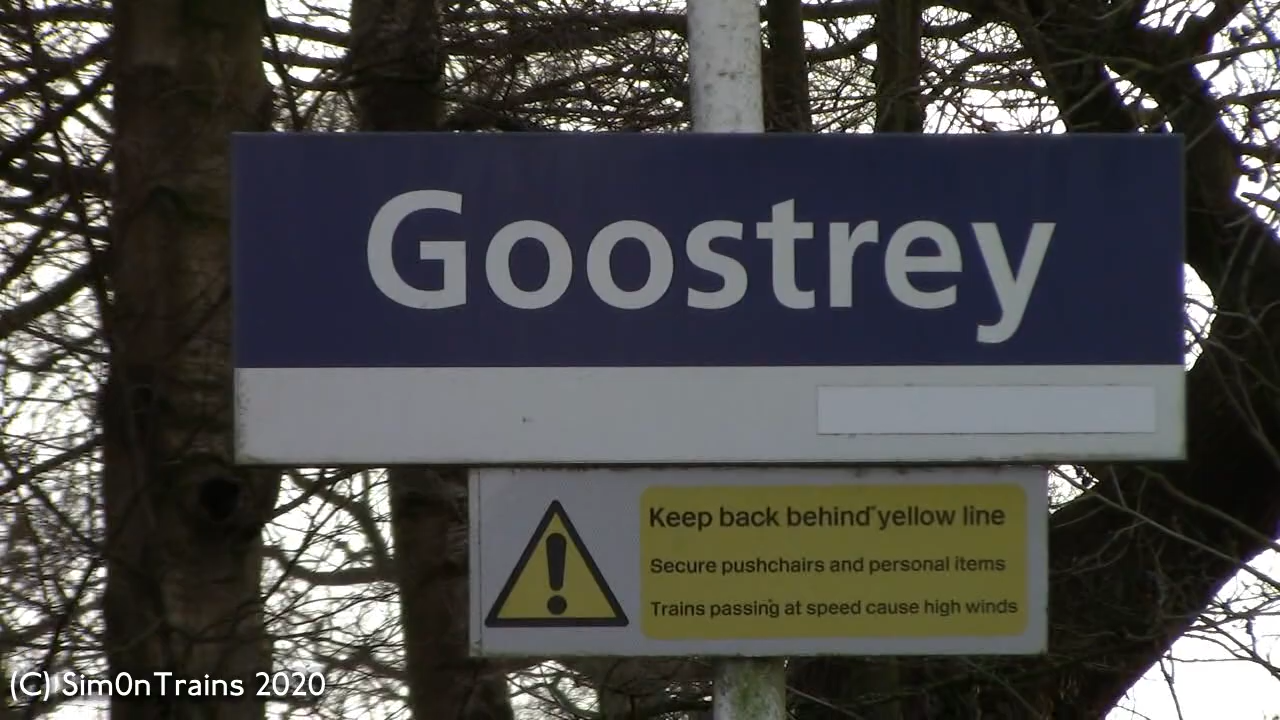 Goostrey
Keep back behind yellow line
Secure pushchairs and personal items
Trains passing at speed cause high winds
(C) Sim0nTrains 2020